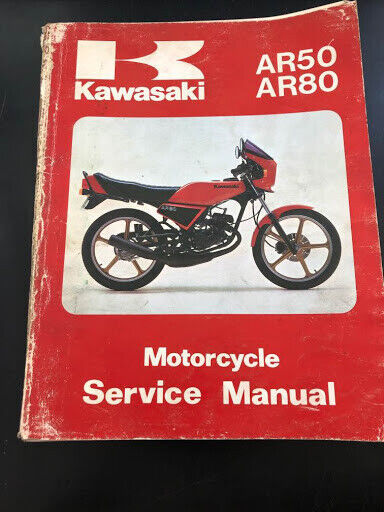 AR50
AR80
Kawasaki
Kawasaki
Motorcycle
Service Manual